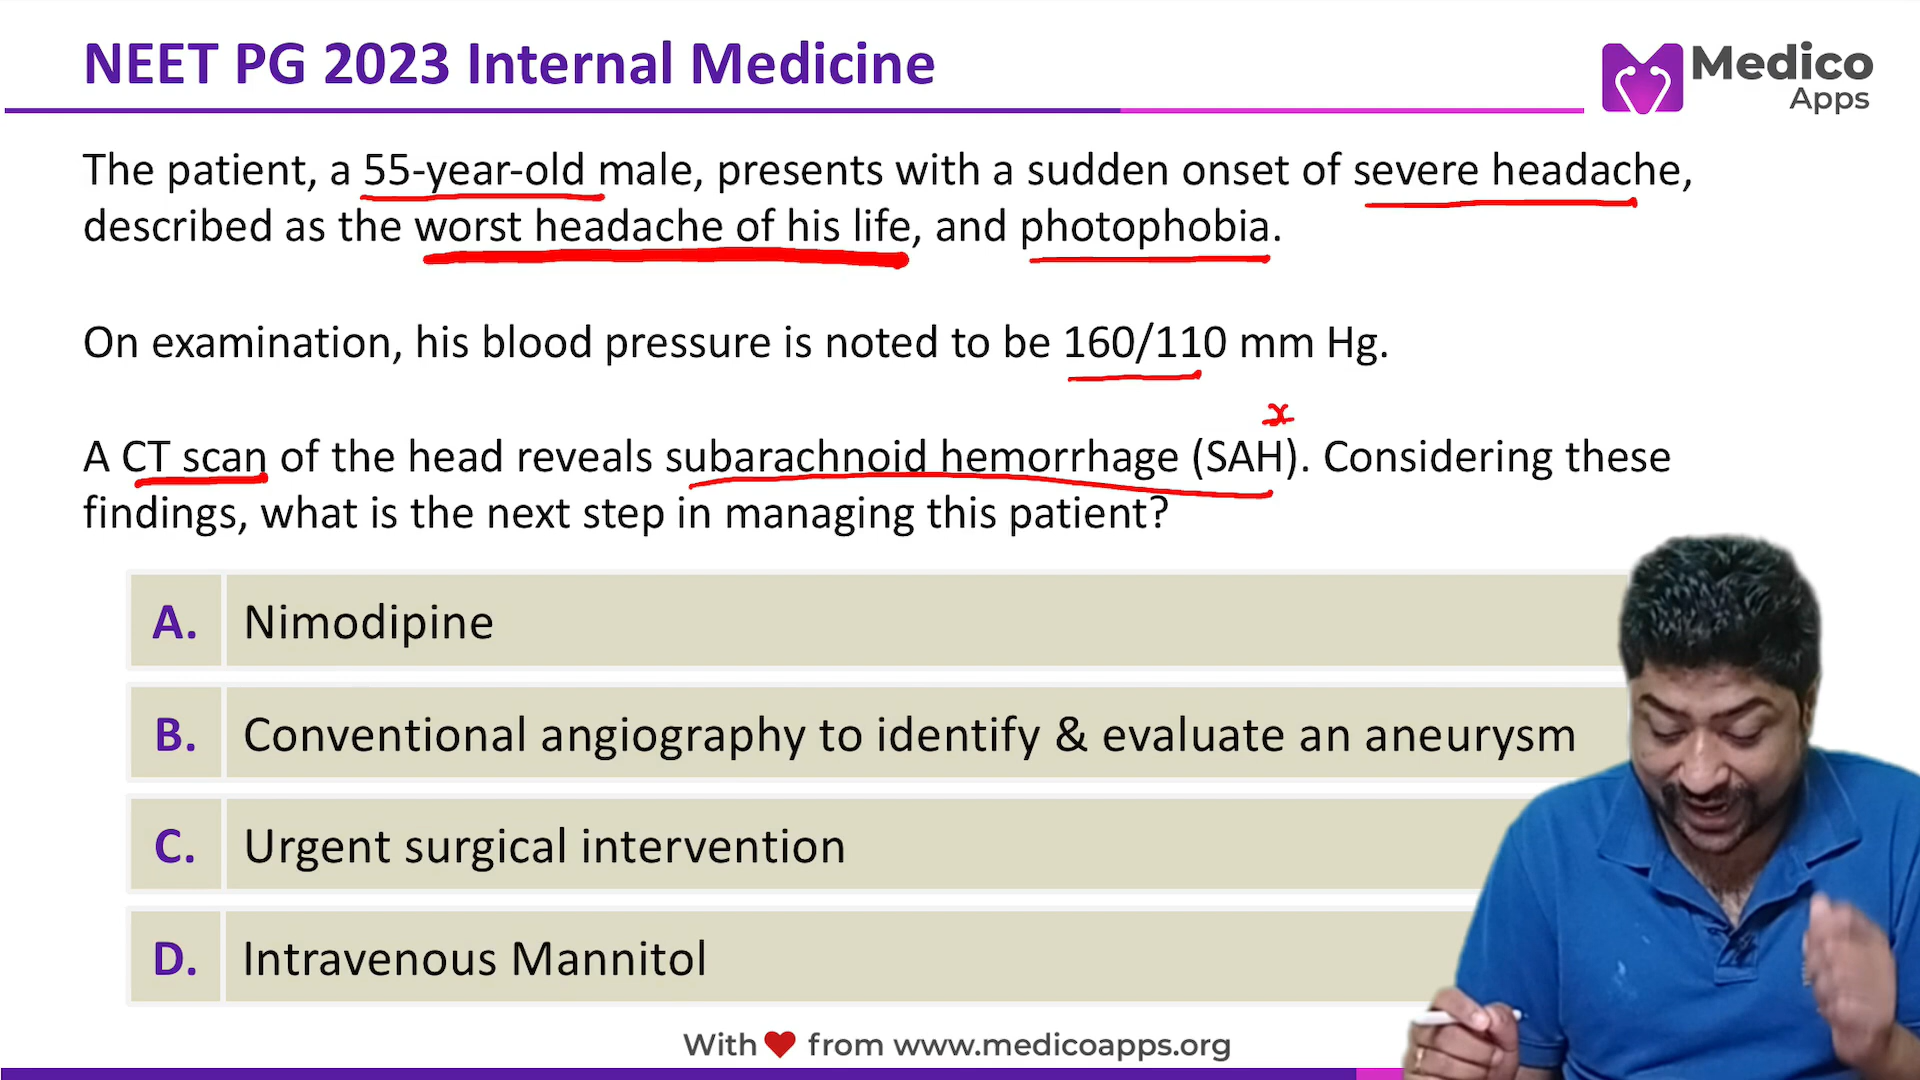 NEET PG 2023 Internal Medicine
Medico
Apps
The patient, a 55-year-old male, presents with a sudden onset of severe headache,
described as the worst headache of his life, and photophobia.
On examination, his blood pressure is noted to be 160/110 mm Hg.
A CT scan of the head reveals subarachnoid hemorrhage (SAH). Considering these
findings, what is the next step in managing this patient?
A. Nimodipine
B. Conventional angiography to identify & evaluate an aneurysm
C. Urgent surgical intervention
D. Intravenous Mannitol
With ❤ from www.medicoapps.org